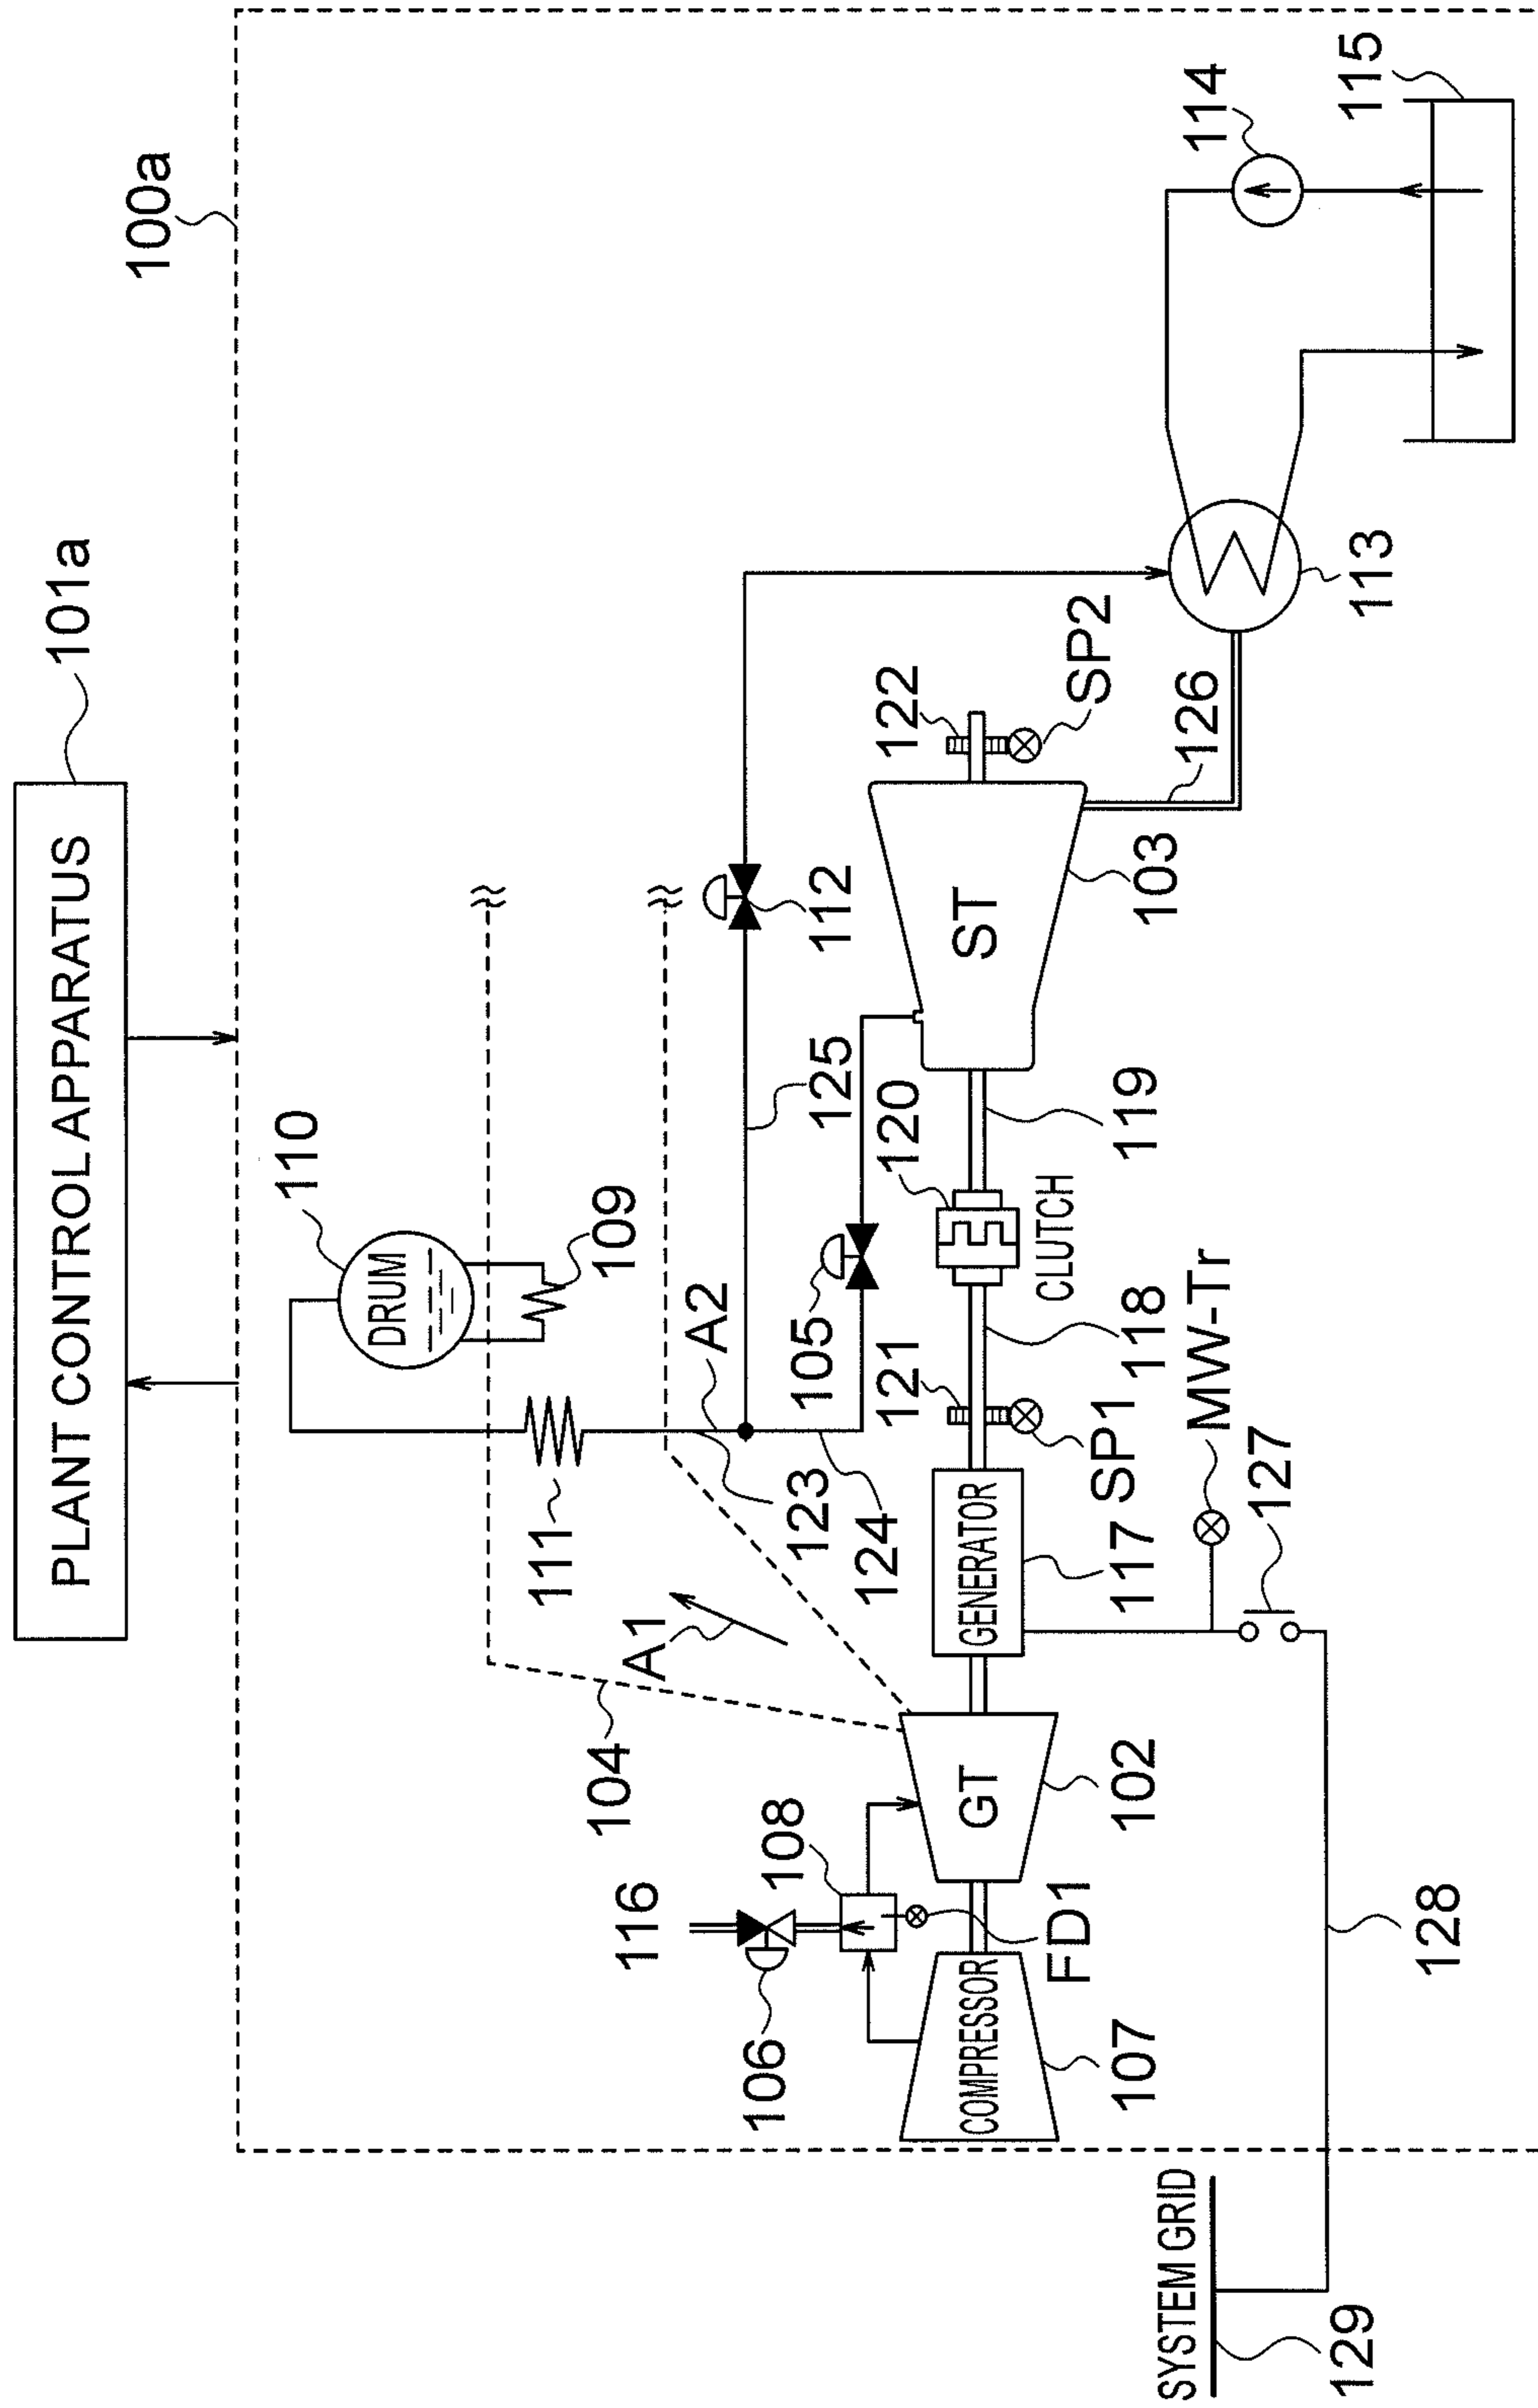 PLANT CONTROL APPARATUS
101a
100a
110
DRUM
109
111
A2
123
124
A1
104
125
112
105
120
121
122
SP2
114
115
113
126
103
ST
119
CLUTCH
118
SP1
MW-Tr
127
GENERATOR
117
GT
102
108
116
106
FD1
COMPRESSOR
107
128
SYSTEM GRID
129